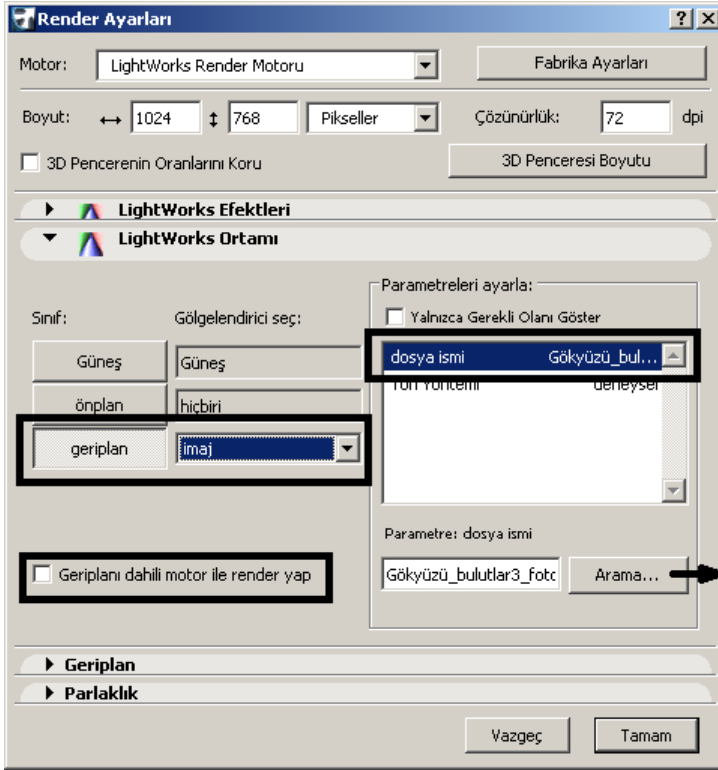 Render Ayarları
Motor: LightWorks Render Motoru Fabrika Ayarları
Boyut: 1024 768 Pikseller Çözünürlük: 72 dpi
3D Pencerenin Oranlarını Koru 3D Penceresi Boyutu
LightWorks Efektleri
LightWorks Ortamı
Parametreleri ayarla:
Sınıf: Gölgelendirici seç: Yalnızca Gerekli Olanı Göster
dosya ismi Gökyüzü_bul...
Güneş Güneş
deneysel
önplan hiçbiri
geriplan imaj
Parametre: dosya ismi
Geriplanı dahili motor ile render yap Gökyüzü_bulutlar3_foto Arama...
Geriplan
Parlaklık
Vazgeç Tamam